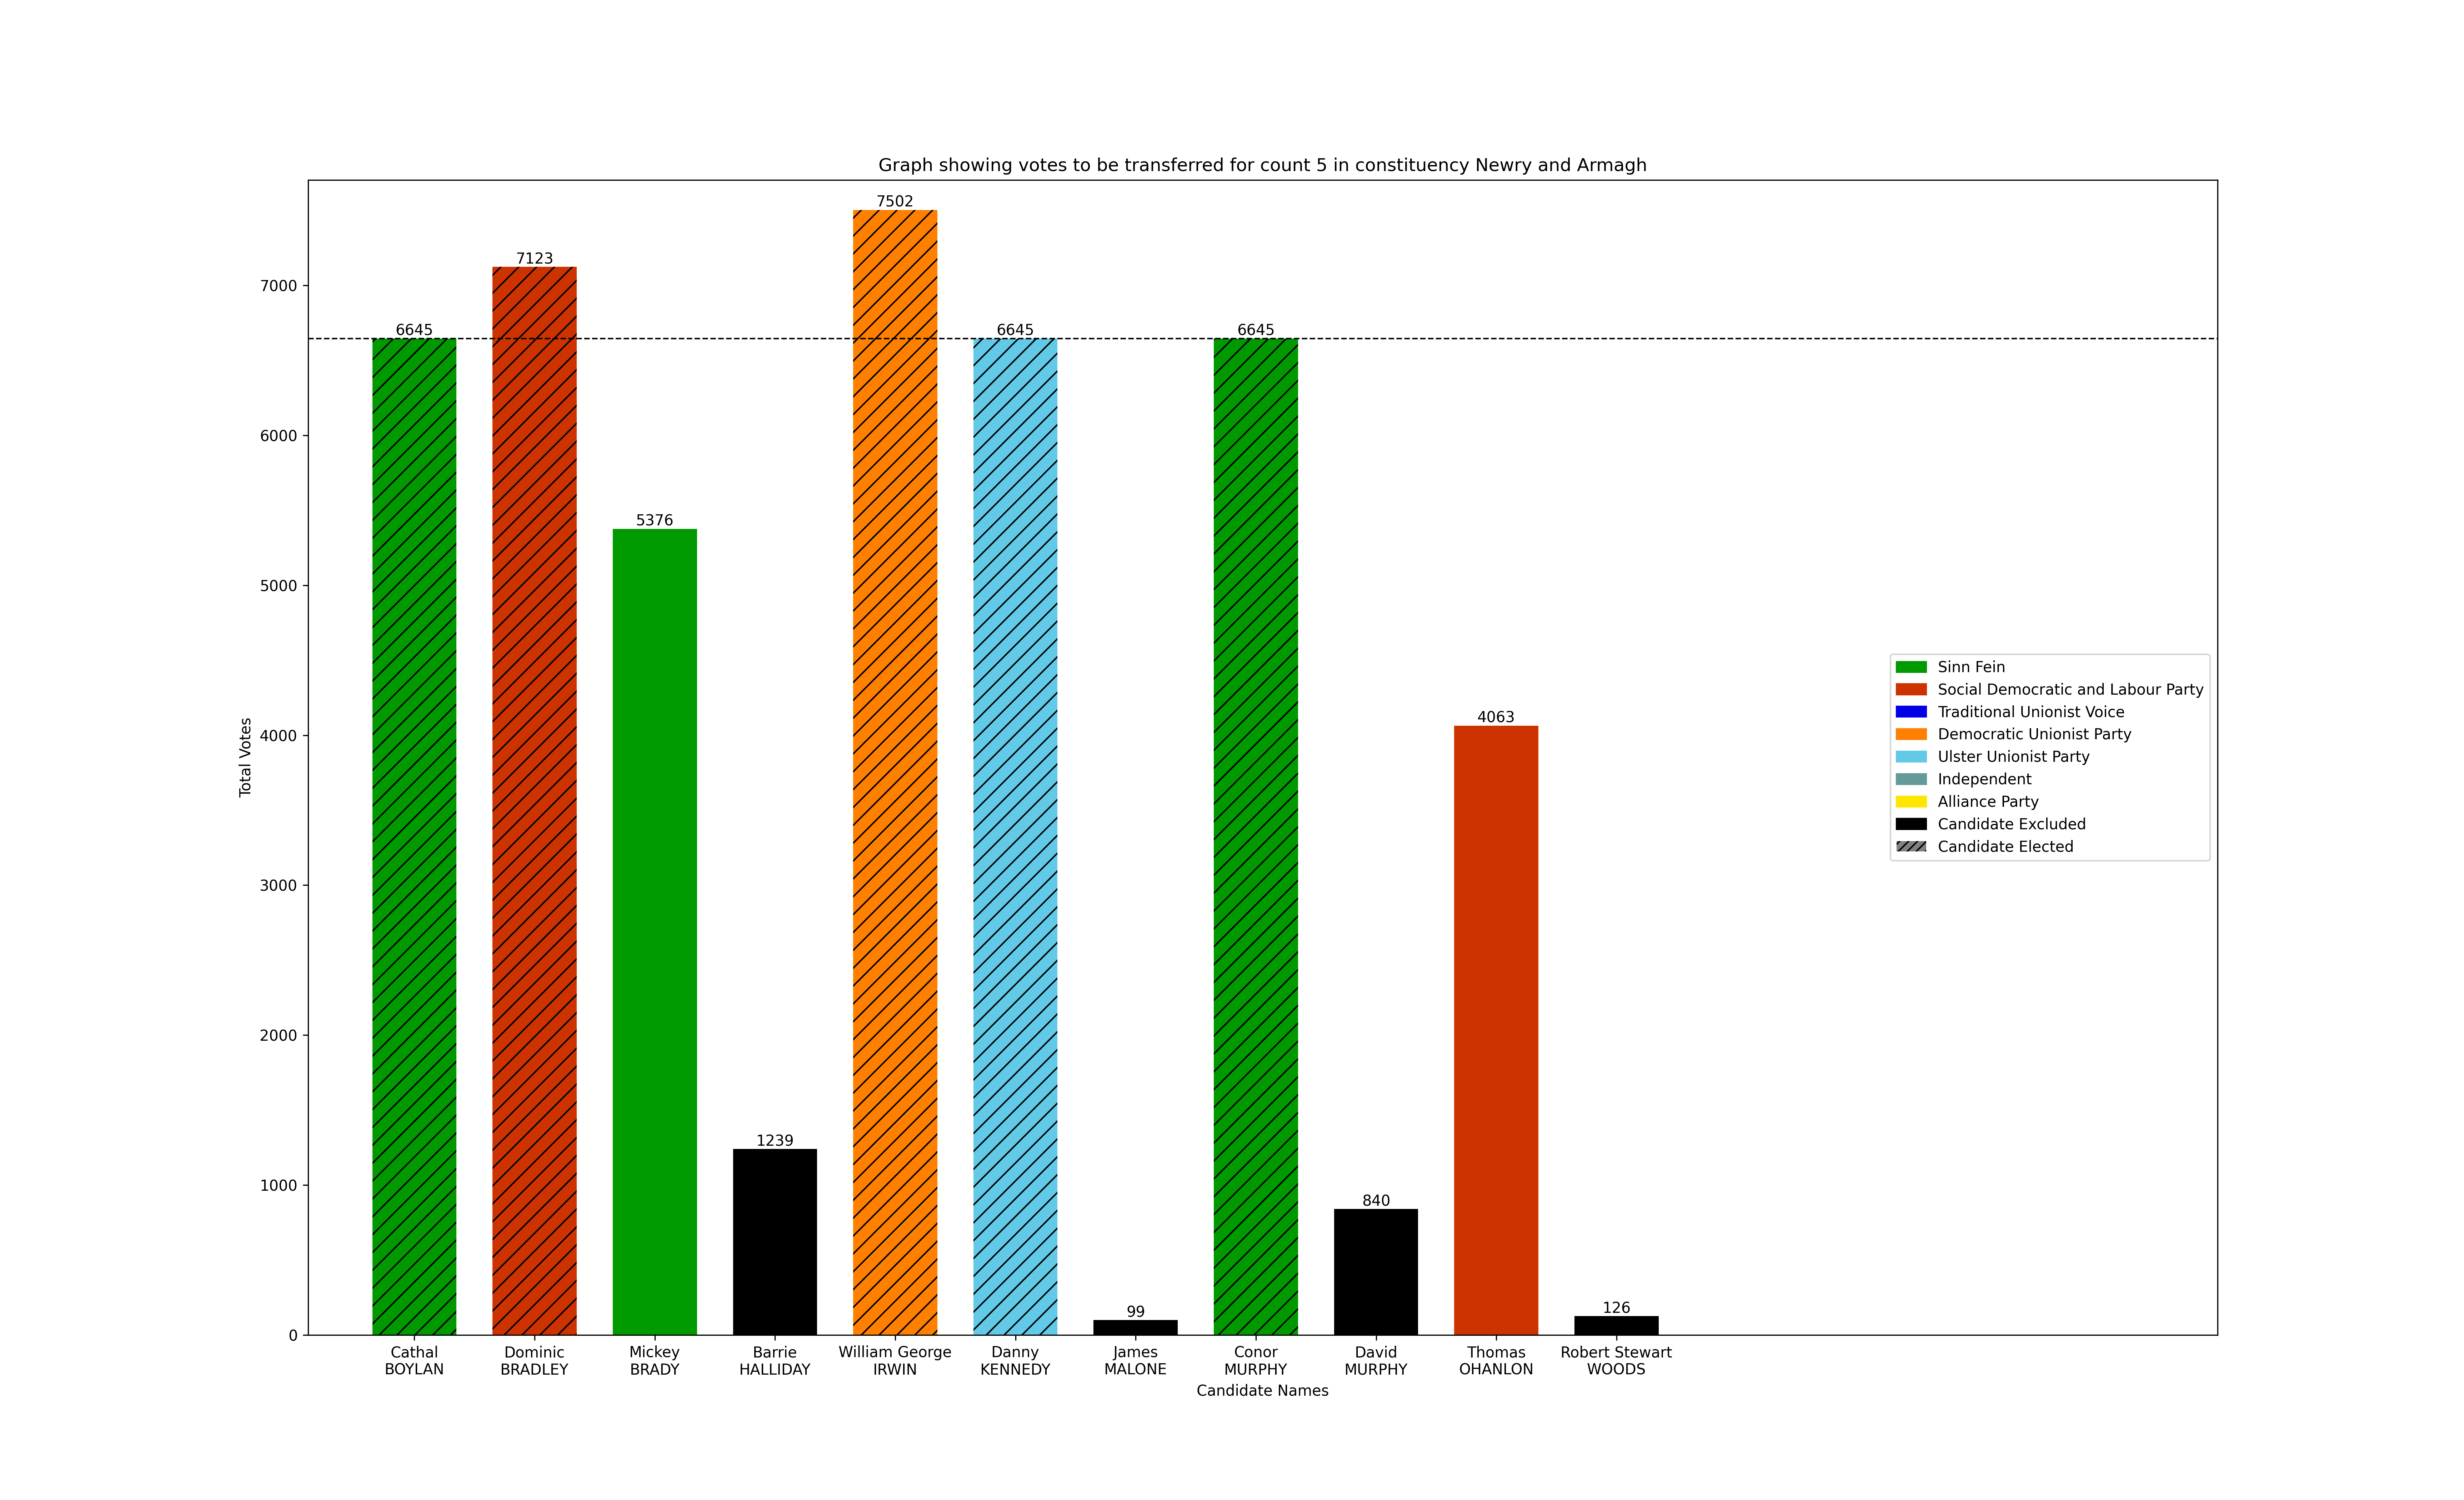 Graph showing votes to be transferred for count 5 in constituency Newry and Armagh
7502
7123
6645
6645
6645
5376
4063
1239
840
99
126
7000
6000
5000
4000
3000
2000
1000
0
Total Votes
Sinn Fein
Social Democratic and Labour Party
Traditional Unionist Voice
Democratic Unionist Party
Ulster Unionist Party
Independent
Alliance Party
Candidate Excluded
Candidate Elected
Cathal
BOYLAN
Dominic
BRADLEY
Mickey
BRADY
Barrie
HALLIDAY
William George
IRWIN
Danny
KENNEDY
James
MALONE
Conor
MURPHY
David
MURPHY
Thomas
OHANLON
Robert Stewart
WOODS
Candidate Names